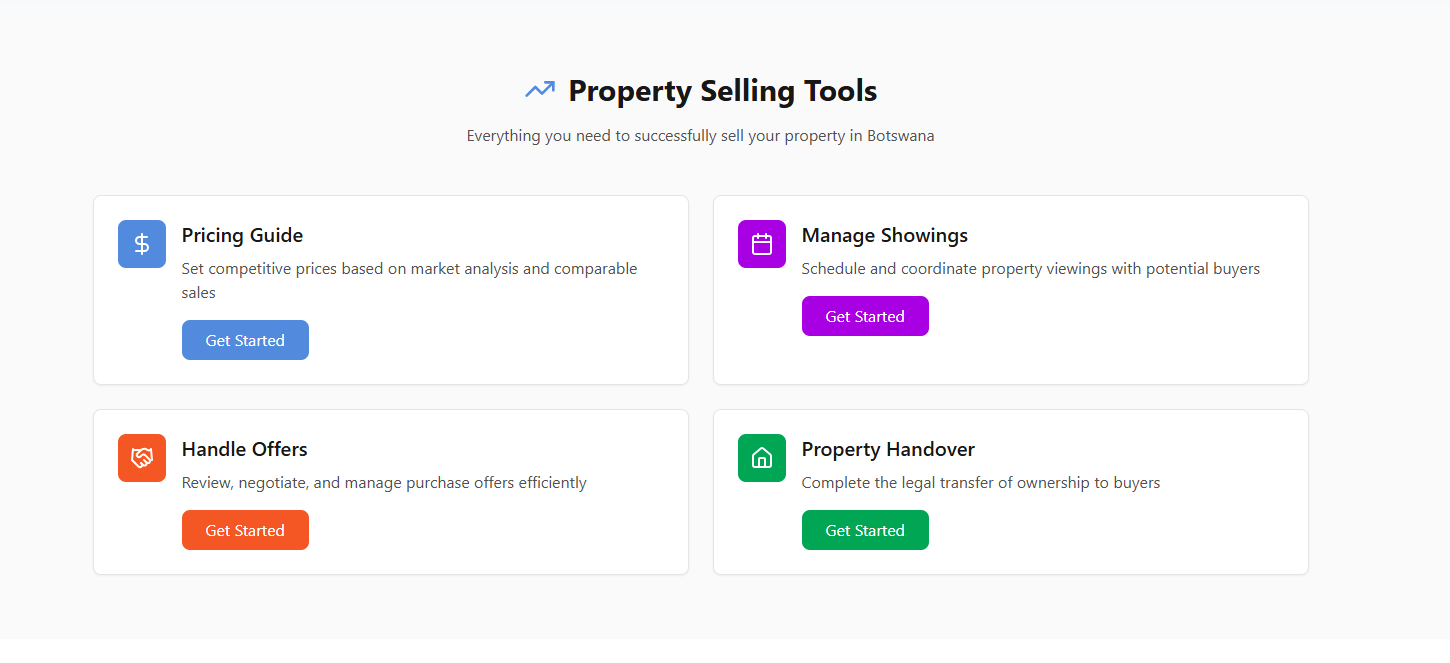 Property Selling Tools
Everything you need to successfully sell your property in Botswana
Pricing Guide
Set competitive prices based on market analysis and comparable
sales
Get Started
Manage Showings
Schedule and coordinate property viewings with potential buyers
Get Started
Handle Offers
Review, negotiate, and manage purchase offers efficiently
Get Started
Property Handover
Complete the legal transfer of ownership to buyers
Get Started